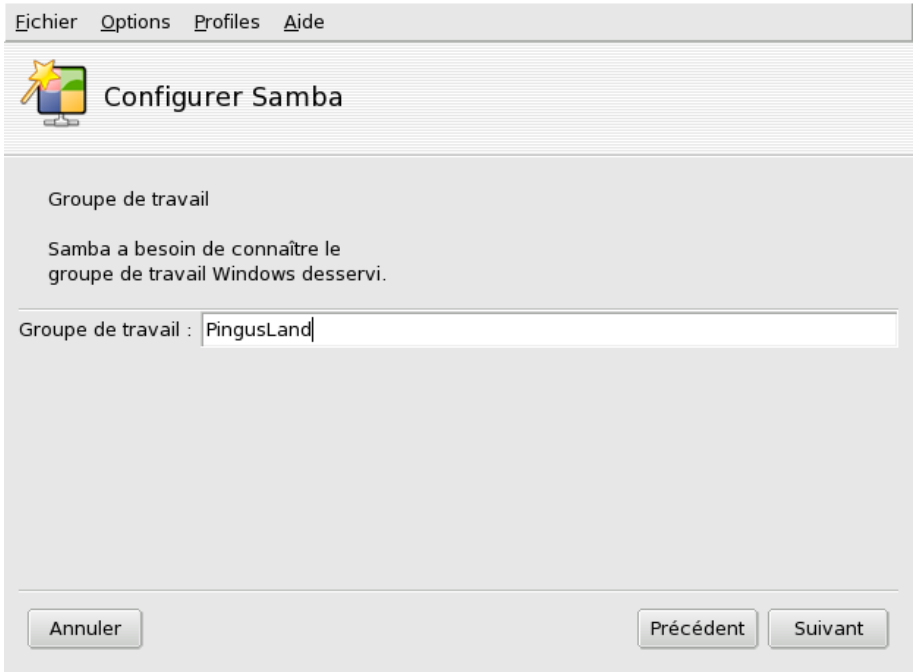 Fichier Options Profiles Aide
Configurer Samba
Groupe de travail
Samba a besoin de connaître le
groupe de travail Windows desservi.
Groupe de travail : PingusLand
Annuler Précédent Suivant